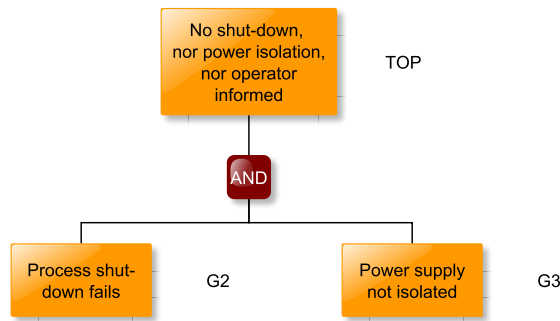 No shut-down,
nor power isolation,
nor operator
informed
TOP
AND
Process shut-
down fails
G2
Power supply
not isolated
G3